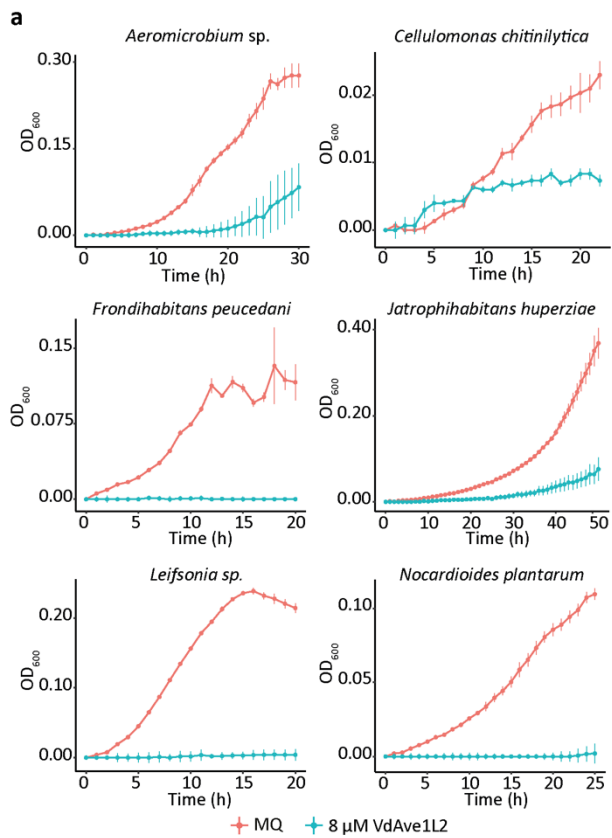 a
Aeromicrobium sp.
0.30
0.15
0.00
OD600
0 10 20 30
Time (h)
Cellulomonas chitinilytica
0.02
0.01
0.00
OD600
0 5 10 15 20
Time (h)
Frondihabitans peucedani
0.15
0.075
0.00
OD600
0 5 10 15 20
Time (h)
Jatrophihabitans huperziae
0.40
0.20
0.00
OD600
0 10 20 30 40 50
Time (h)
Leifsonia sp.
0.20
0.10
0.00
OD600
0 5 10 15 20
Time (h)
Nocardioides plantarum
0.10
0.05
0.00
OD600
0 5 10 15 20 25
Time (h)
MQ 8 µM VdAve1L2